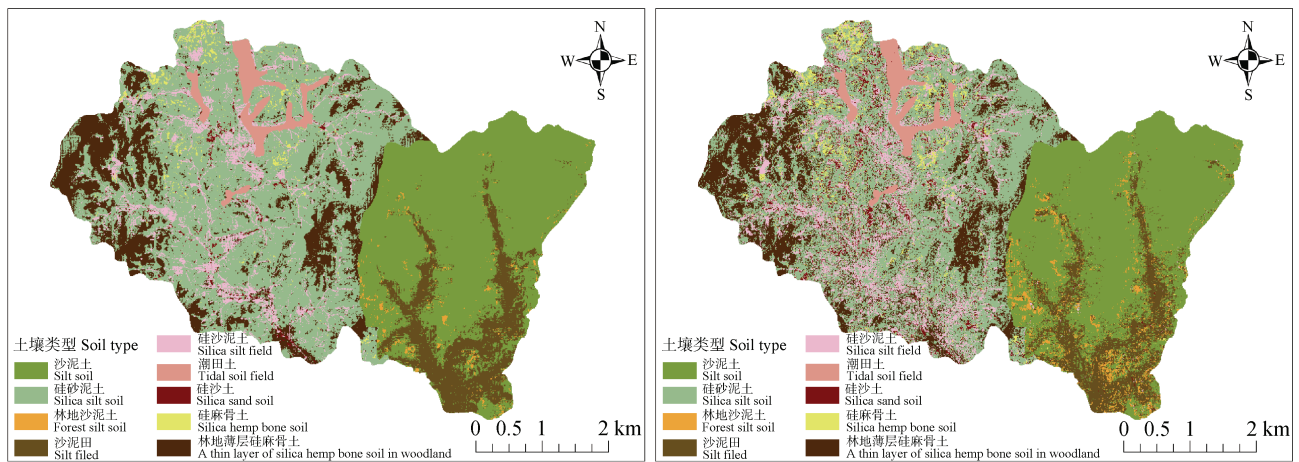 N
W E
S
土壤类型 Soil type
沙泥土
Silt soil
硅砂泥土
Silica silt soil
林地沙泥土
Forest silt soil
沙泥田
Silt filed
硅沙泥土
Silica silt field
潮田土
Tidal soil field
硅沙土
Silica sand soil
硅麻骨土
Silica hemp bone soil
林地薄层硅麻骨土
A thin layer of silica hemp bone soil in woodland
0 0.5 1 2 km
N
W E
S
土壤类型 Soil type
沙泥土
Silt soil
硅砂泥土
Silica silt soil
林地沙泥土
Forest silt soil
沙泥田
Silt filed
硅沙泥土
Silica silt field
潮田土
Tidal soil field
硅沙土
Silica sand soil
硅麻骨土
Silica hemp bone soil
林地薄层硅麻骨土
A thin layer of silica hemp bone soil in woodland
0 0.5 1 2 km